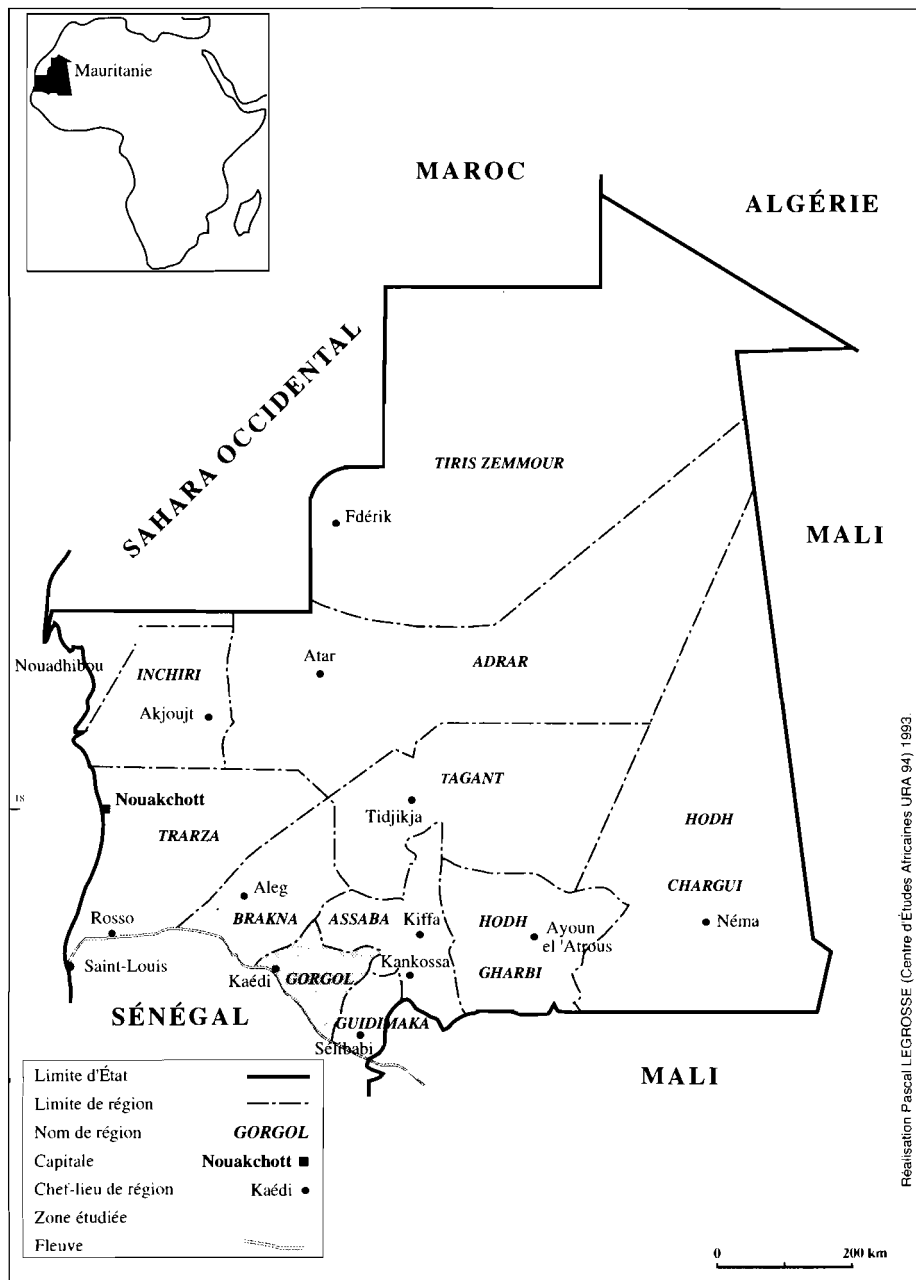 Mauritanie
MAROC
ALGÉRIE
SAHARA OCCIDENTAL
TIRIS ZEMMOUR
Fdérik
MALI
Nouadhibou
INCHIRI
Atar
ADRAR
Akjoujt
TAGANT
18
Nouakchott
Tidjikja
TRARZA
HODH
CHARGUI
Aleg
BRAKNA
ASSABA
Kiffa
HODH
Ayoun
el 'Atrous
Néma
Rosso
Saint-Louis
Kaédi
GORGOL
Kankossa
GHARBI
SÉNÉGAL
GUIDIMAKA
Sélibabi
MALI
Limite d'État
Limite de région
Nom de région GORGOL
Capitale Nouakchott
Chef-lieu de région Kaédi
Zone étudiée
Fleuve
0 200 km
Réalisation Pascal LEGROSSE (Centre d'Études Africaines URA 94) 1993.